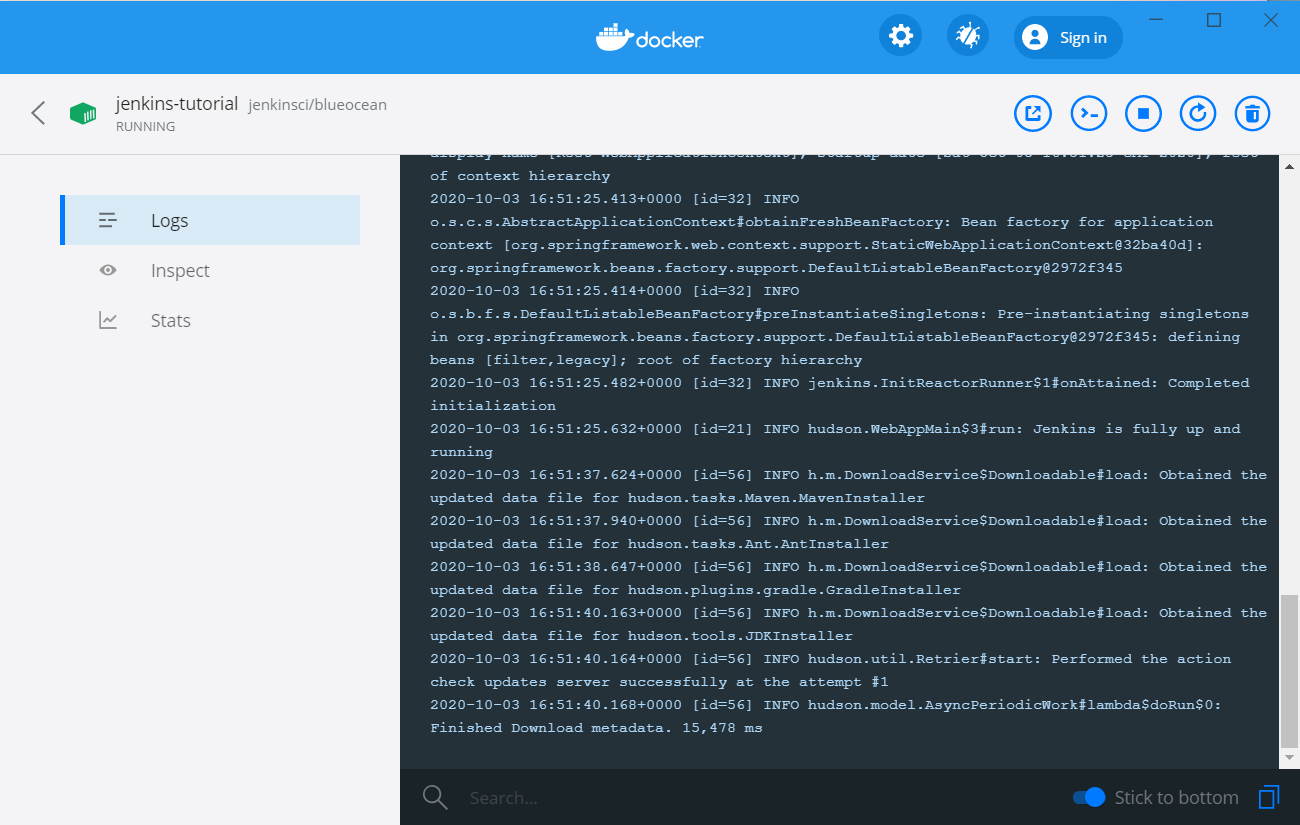 docker
Sign in
jenkins-tutorial jenkinsci/blueocean
RUNNING
Logs
Inspect
Stats
of context hierarchy
2020-10-03 16:51:25.413+0000 [id=32] INFO
o.s.c.s.AbstractApplicationContext#obtainFreshBeanFactory: Bean factory for application
context [org.springframework.web.context.support.StaticWebApplicationContext@32ba40d]:
org.springframework.beans.factory.support.DefaultListableBeanFactory@2972f345
2020-10-03 16:51:25.414+0000 [id=32] INFO
o.s.b.f.s.DefaultListableBeanFactory#preInstantiateSingletons: Pre-instantiating singletons
in org.springframework.beans.factory.support.DefaultListableBeanFactory@2972f345: defining
beans [filter,legacy]; root of factory hierarchy
2020-10-03 16:51:25.482+0000 [id=32] INFO jenkins.InitReactorRunner$1#onAttained: Completed
initialization
2020-10-03 16:51:25.632+0000 [id=21] INFO hudson.WebAppMain$3#run: Jenkins is fully up and
running
2020-10-03 16:51:37.624+0000 [id=56] INFO h.m.DownloadService$Downloadable#load: Obtained the
updated data file for hudson.tasks.Maven.MavenInstaller
2020-10-03 16:51:37.940+0000 [id=56] INFO h.m.DownloadService$Downloadable#load: Obtained the
updated data file for hudson.tasks.Ant.AntInstaller
2020-10-03 16:51:38.647+0000 [id=56] INFO h.m.DownloadService$Downloadable#load: Obtained the
updated data file for hudson.plugins.gradle.GradleInstaller
2020-10-03 16:51:40.163+0000 [id=56] INFO h.m.DownloadService$Downloadable#load: Obtained the
updated data file for hudson.tools.JDKInstaller
2020-10-03 16:51:40.164+0000 [id=56] INFO hudson.util.Retrier#start: Performed the action
check updates server successfully at the attempt #1
2020-10-03 16:51:40.168+0000 [id=56] INFO hudson.model.AsyncPeriodicWork#lambda$doRun$0:
Finished Download metadata. 15,478 ms
Search...
Stick to bottom